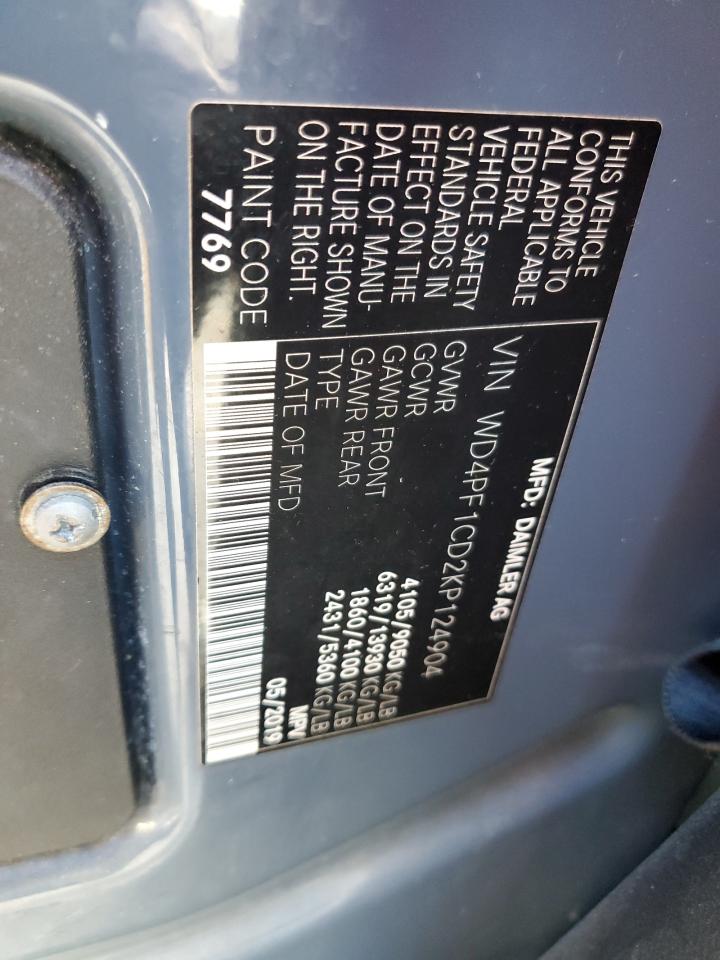 THIS VEHICLE
CONFORMS TO
ALL APPLICABLE
FEDERAL
VEHICLE SAFETY
STANDARDS IN
EFFECT ON THE
DATE OF MANU-
FACTURE SHOWN
ON THE RIGHT.
PAINT CODE
7769
MFD: DAIMLER AG
VIN WD4PF1CD2KP124904
GVWR 4105/9050 KG/LB
GCWR 6319/13930 KG/LB
GAWR FRONT 1860/4100 KG/LB
GAWR REAR 2431/5360 KG/LB
TYPE MPV
DATE OF MFD 05/2019